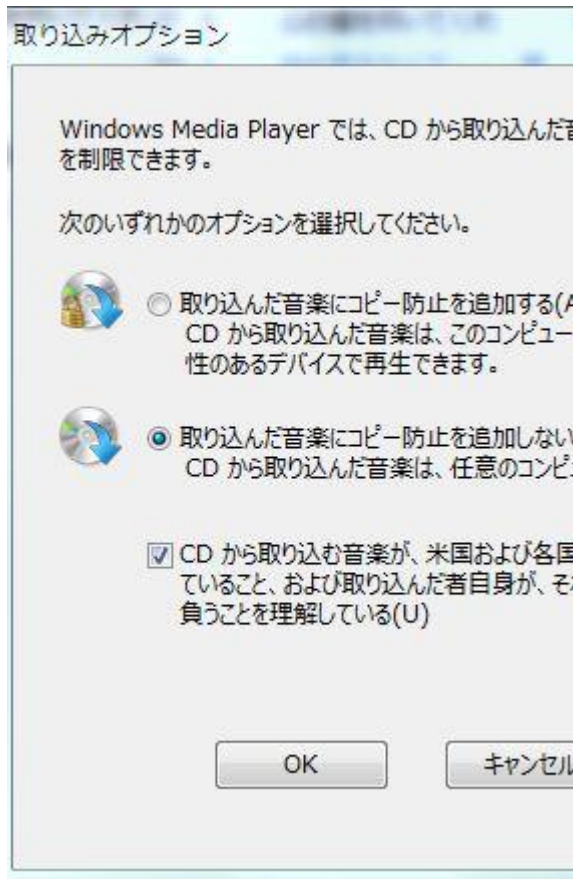 取り込みオプション
Windows Media Player では、CD から取り込んだ
を制限できます。
次のいずれかのオプションを選択してください。
取り込んだ音楽にコピー防止を追加する(A
CD から取り込んだ音楽は、このコンピュー
性のあるデバイスで再生できます。
取り込んだ音楽にコピー防止を追加しない
CD から取り込んだ音楽は、任意のコンピ
CD から取り込む音楽が、米国および各国
ていること、および取り込んだ者自身が、そ
負うことを理解している(U)
OK
キャンセル